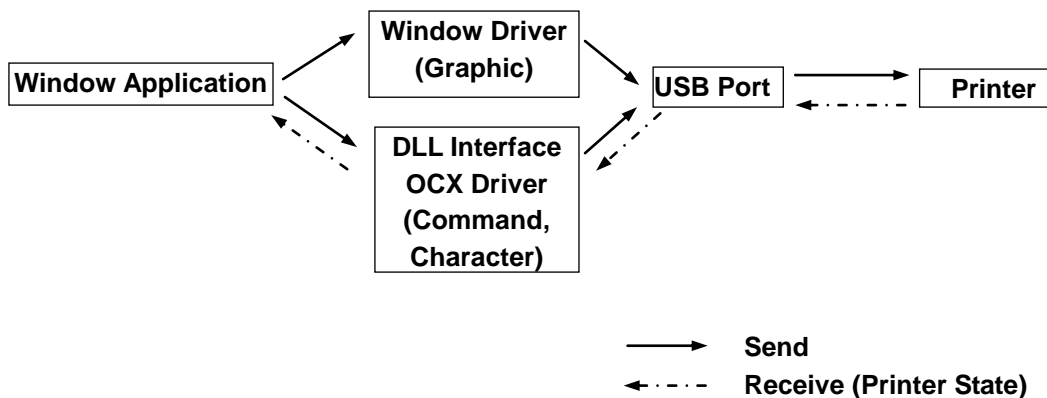 Window Application
Window Driver
(Graphic)
DLL Interface
OCX Driver
(Command,
Character)
USB Port
Printer
Send
Receive (Printer State)